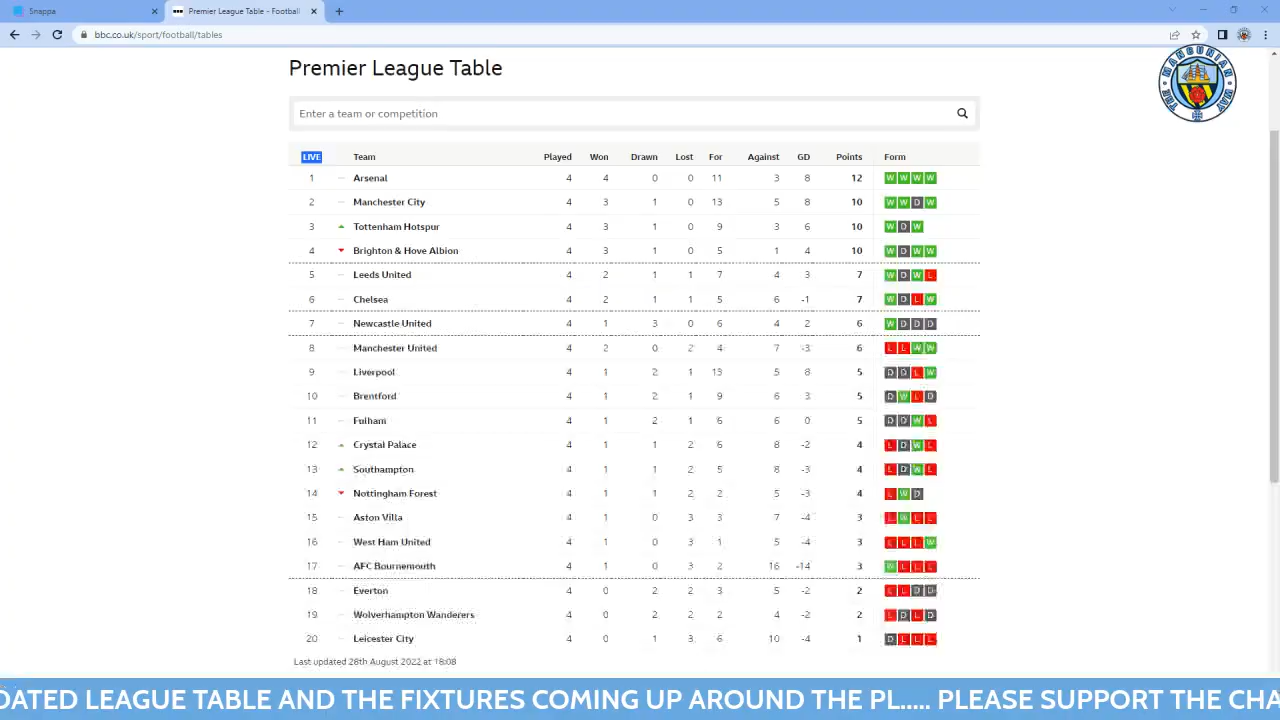 Snappa
Premier League Table - Football
bbc.co.uk/sport/football/tables
THE MANCUNIAN WAY
Premier League Table
Enter a team or competition
LIVE Team Played Won Drawn Lost For Against GD Points Form
1 Arsenal 4 4 0 0 11 3 8 12 W W W W
2 Manchester City 4 3 1 0 13 5 8 10 W W D W
3 Tottenham Hotspur 4 3 1 0 9 3 6 10 W D W
4 Brighton & Hove Albion 4 3 1 0 5 1 4 10 W D W W
5 Leeds United 4 2 1 1 7 4 3 7 W D W L
6 Chelsea 4 2 1 1 5 6 -1 7 W D L W
7 Newcastle United 4 1 3 0 6 4 2 6 W D D D
8 Manchester United 4 2 0 2 4 7 -3 6 L L W W
9 Liverpool 4 1 2 1 13 5 8 5 D D L W
10 Brentford 4 1 2 1 9 6 3 5 D W L D
11 Fulham 4 1 2 1 6 6 0 5 D D W L
12 Crystal Palace 4 1 1 2 6 8 -2 4 L D W L
13 Southampton 4 1 1 2 5 8 -3 4 L D W L
14 Nottingham Forest 4 1 1 2 2 5 -3 4 L W D
15 Aston Villa 4 1 0 3 3 7 -4 3 L W L L
16 West Ham United 4 1 0 3 1 5 -4 3 L L L W
17 AFC Bournemouth 4 1 0 3 2 16 -14 3 W L L L
18 Everton 4 0 2 2 3 5 -2 2 L L D D
19 Wolverhampton Wanderers 4 0 2 2 2 4 -2 2 L D L D
20 Leicester City 4 0 1 3 6 10 -4 1 D L L L
Last updated 28th August 2022 at 18:08
DATED LEAGUE TABLE AND THE FIXTURES COMING UP AROUND THE PL..... PLEASE SUPPORT THE CHA